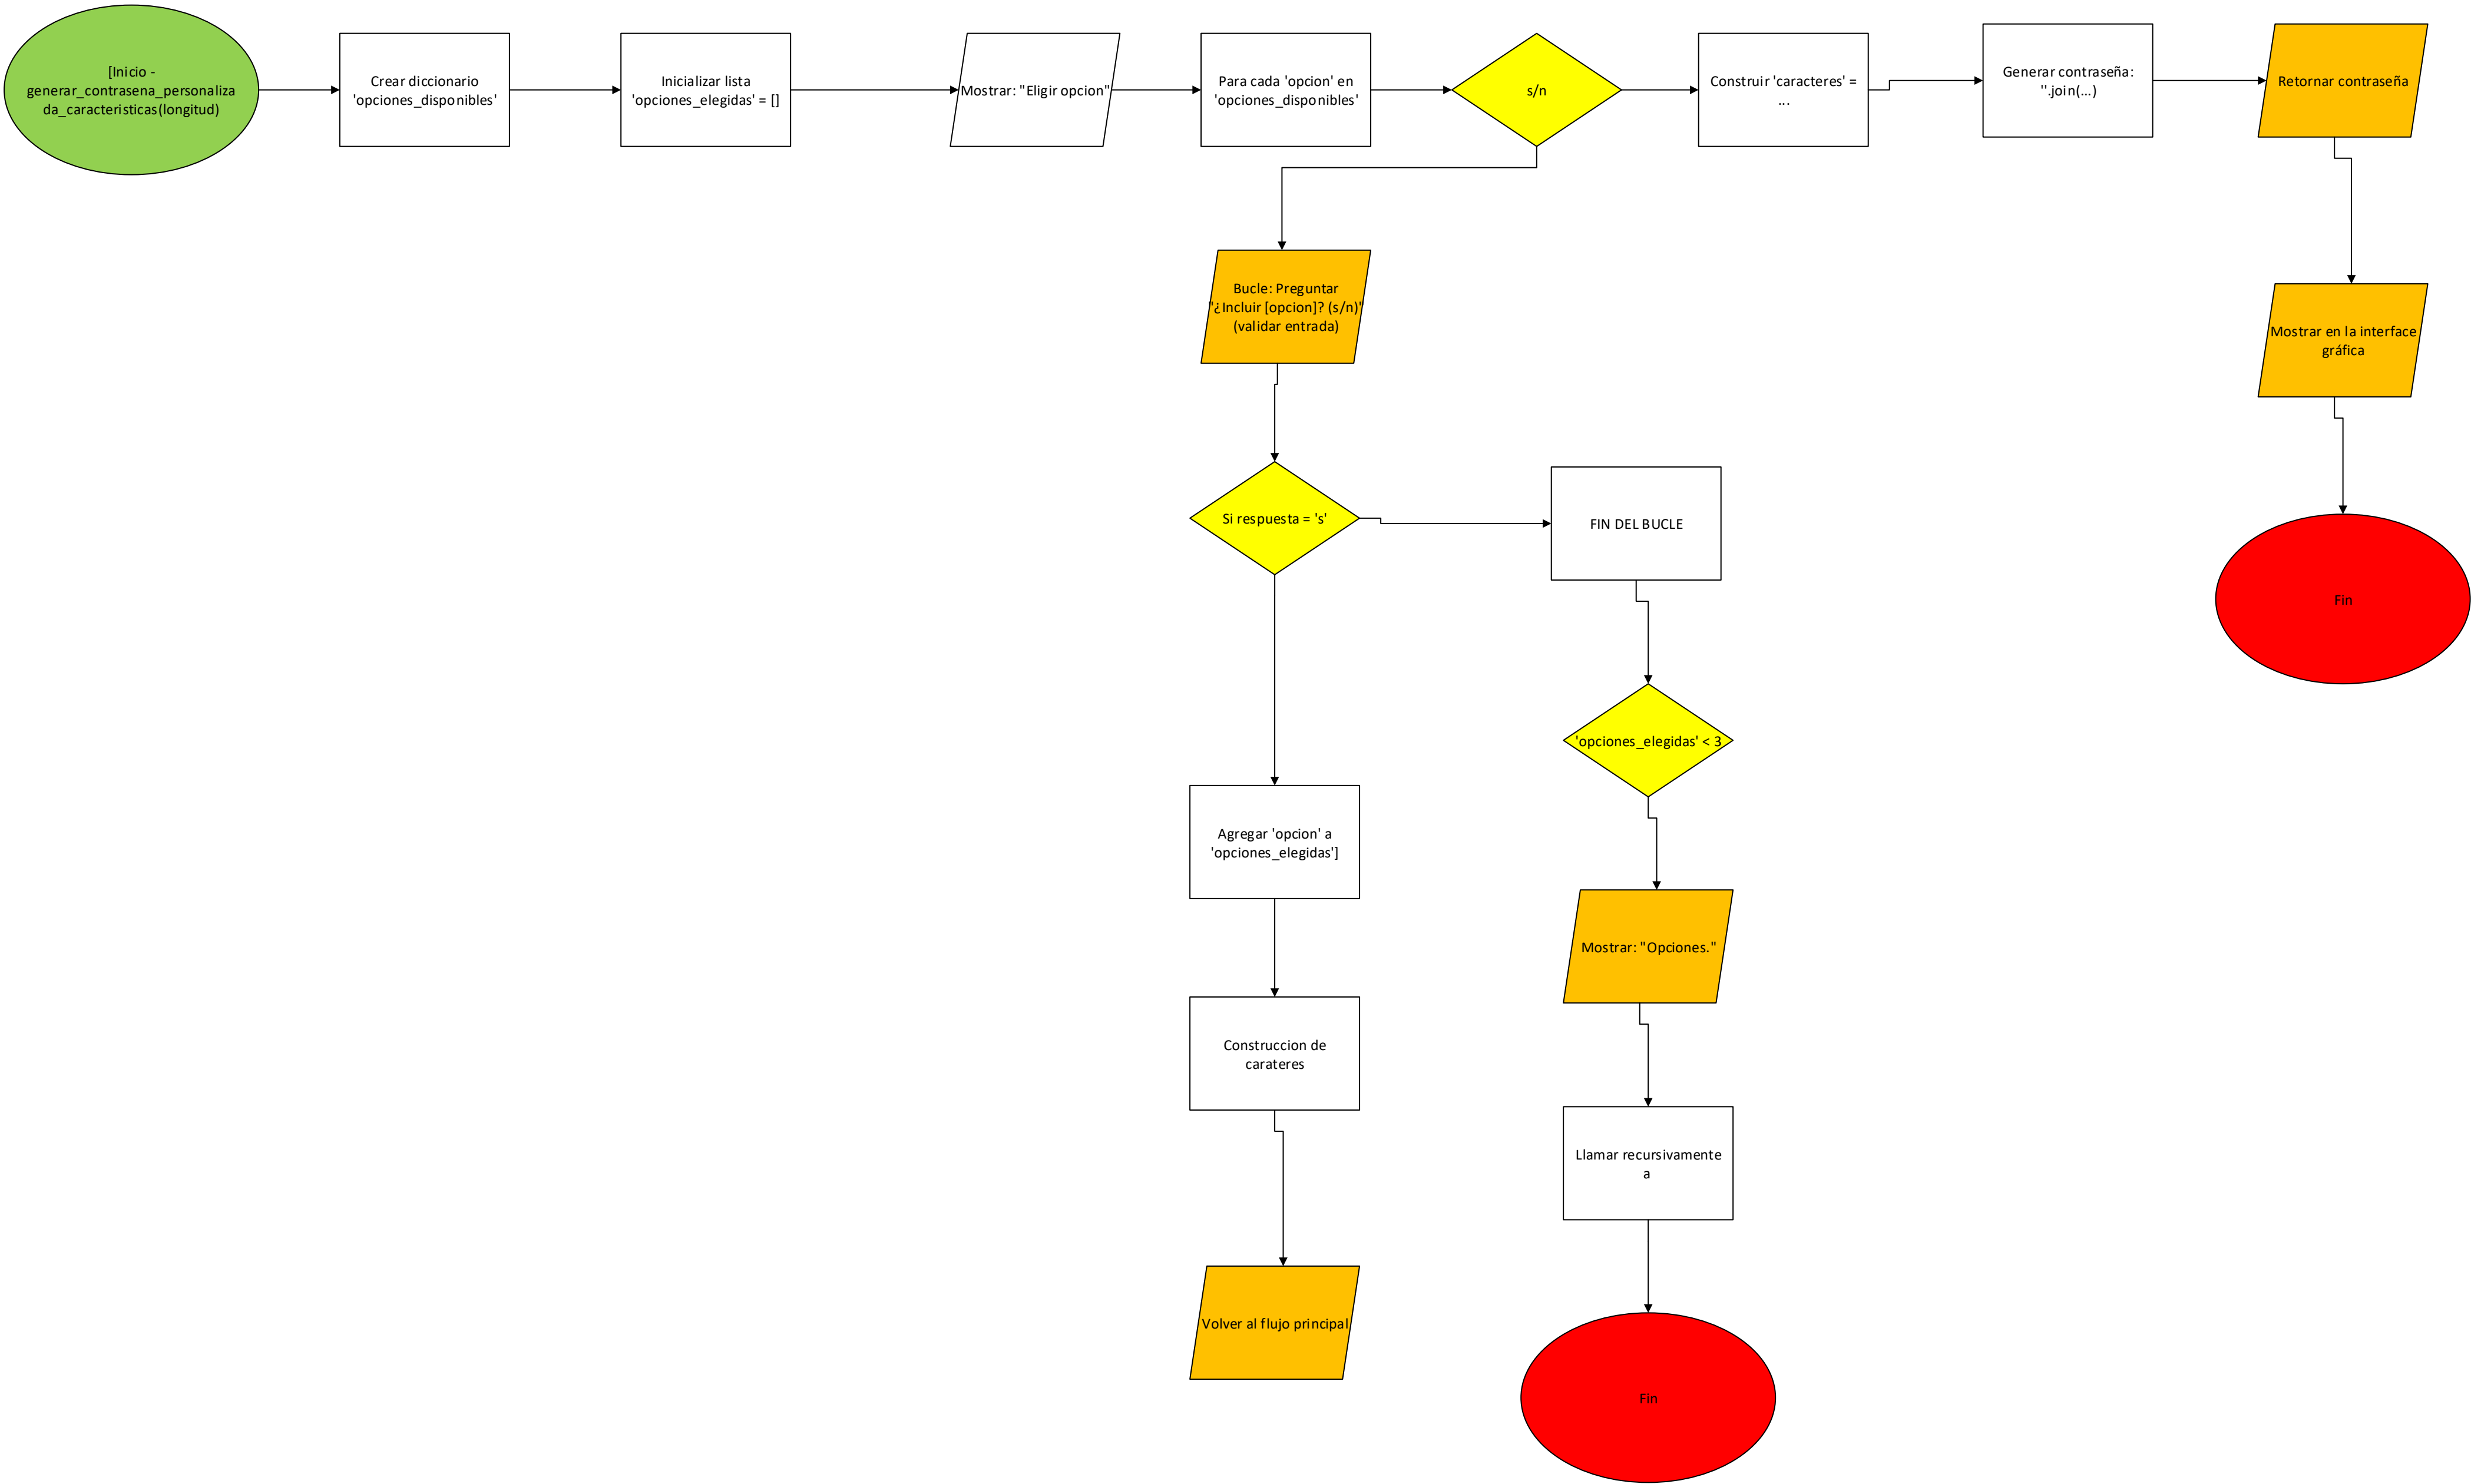 [Inicio -
generar_contrasena_personaliza
da_caracteristicas(longitud)
Crear diccionario
'opciones_disponibles'
Inicializar lista
'opciones_elegidas' = []
Mostrar: "Eligir opcion"
Para cada 'opcion' en
'opciones_disponibles'
s/n
Construir 'caracteres' =
...
Generar contraseña:
''.join(...)
Retornar contraseña
Bucle: Preguntar
"¿Incluir [opcion]? (s/n)"
(validar entrada)
Mostrar en la interface
gráfica
Si respuesta = 's'
FIN DEL BUCLE
Fin
'opciones_elegidas' < 3
Agregar 'opcion' a
'opciones_elegidas']
Mostrar: "Opciones."
Construccion de
carateres
Llamar recursivamente
a
Volver al flujo principal
Fin